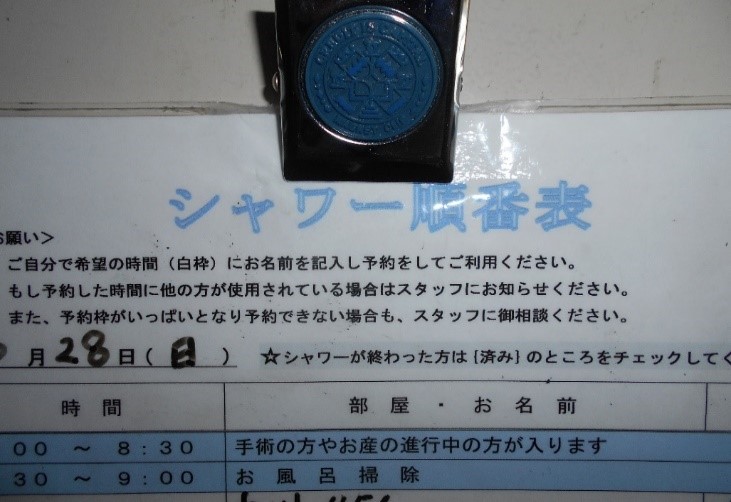 シャワー順番表
お願い＞
ご自分で希望の時間（白枠）にお名前を記入し予約をしてご利用ください。
もし予約した時間に他の方が使用されている場合はスタッフにお知らせください。
また、予約枠がいっぱいとなり予約できない場合も、スタッフに御相談ください。
月 28 日（日） ☆シャワーが終わった方は{済み}のところをチェックしてく
時間 部屋・お名前
00 ～ 8:30 手術の方やお産の進行中の方が入ります
30 ～ 9:00 お風呂掃除